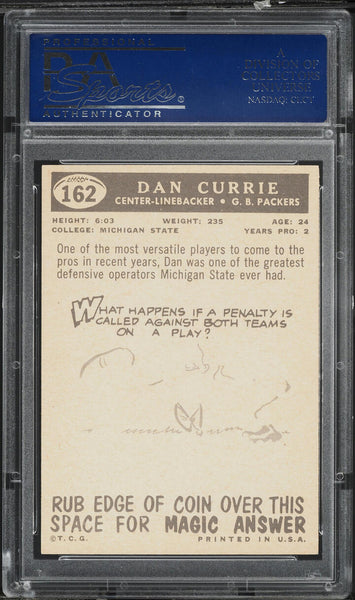 PROFESSIONAL
PSA
Sports
AUTHENTICATOR
A
DIVISION OF
COLLECTORS
UNIVERSE
NASDAQ: CLCT
162
DAN CURRIE
CENTER-LINEBACKER • G. B. PACKERS
HEIGHT: 6:03 WEIGHT: 235 AGE: 24
COLLEGE: MICHIGAN STATE YEARS PRO: 2
One of the most versatile players to come to the
pros in recent years, Dan was one of the greatest
defensive operators Michigan State ever had.
WHAT HAPPENS IF A PENALTY IS
CALLED AGAINST BOTH TEAMS
ON A PLAY?
RUB EDGE OF COIN OVER THIS
SPACE FOR MAGIC ANSWER
©T.C.G. PRINTED IN U.S.A.